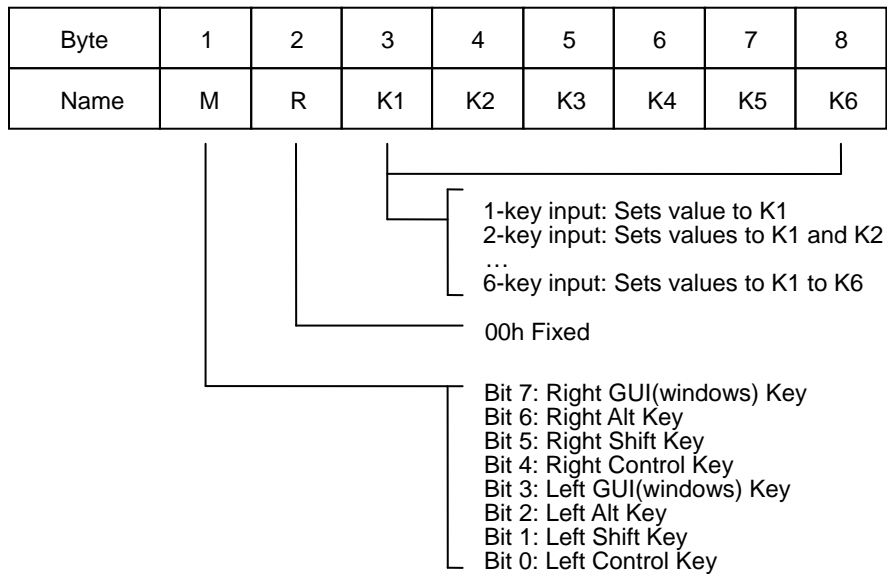 Byte 1 2 3 4 5 6 7 8
Name M R K1 K2 K3 K4 K5 K6
1-key input: Sets value to K1
2-key input: Sets values to K1 and K2
…
6-key input: Sets values to K1 to K6
00h Fixed
Bit 7: Right GUI(windows) Key
Bit 6: Right Alt Key
Bit 5: Right Shift Key
Bit 4: Right Control Key
Bit 3: Left GUI(windows) Key
Bit 2: Left Alt Key
Bit 1: Left Shift Key
Bit 0: Left Control Key